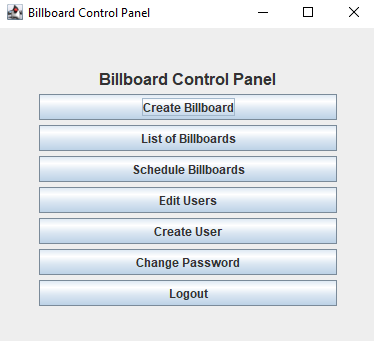 Billboard Control Panel
Billboard Control Panel
Create Billboard
List of Billboards
Schedule Billboards
Edit Users
Create User
Change Password
Logout